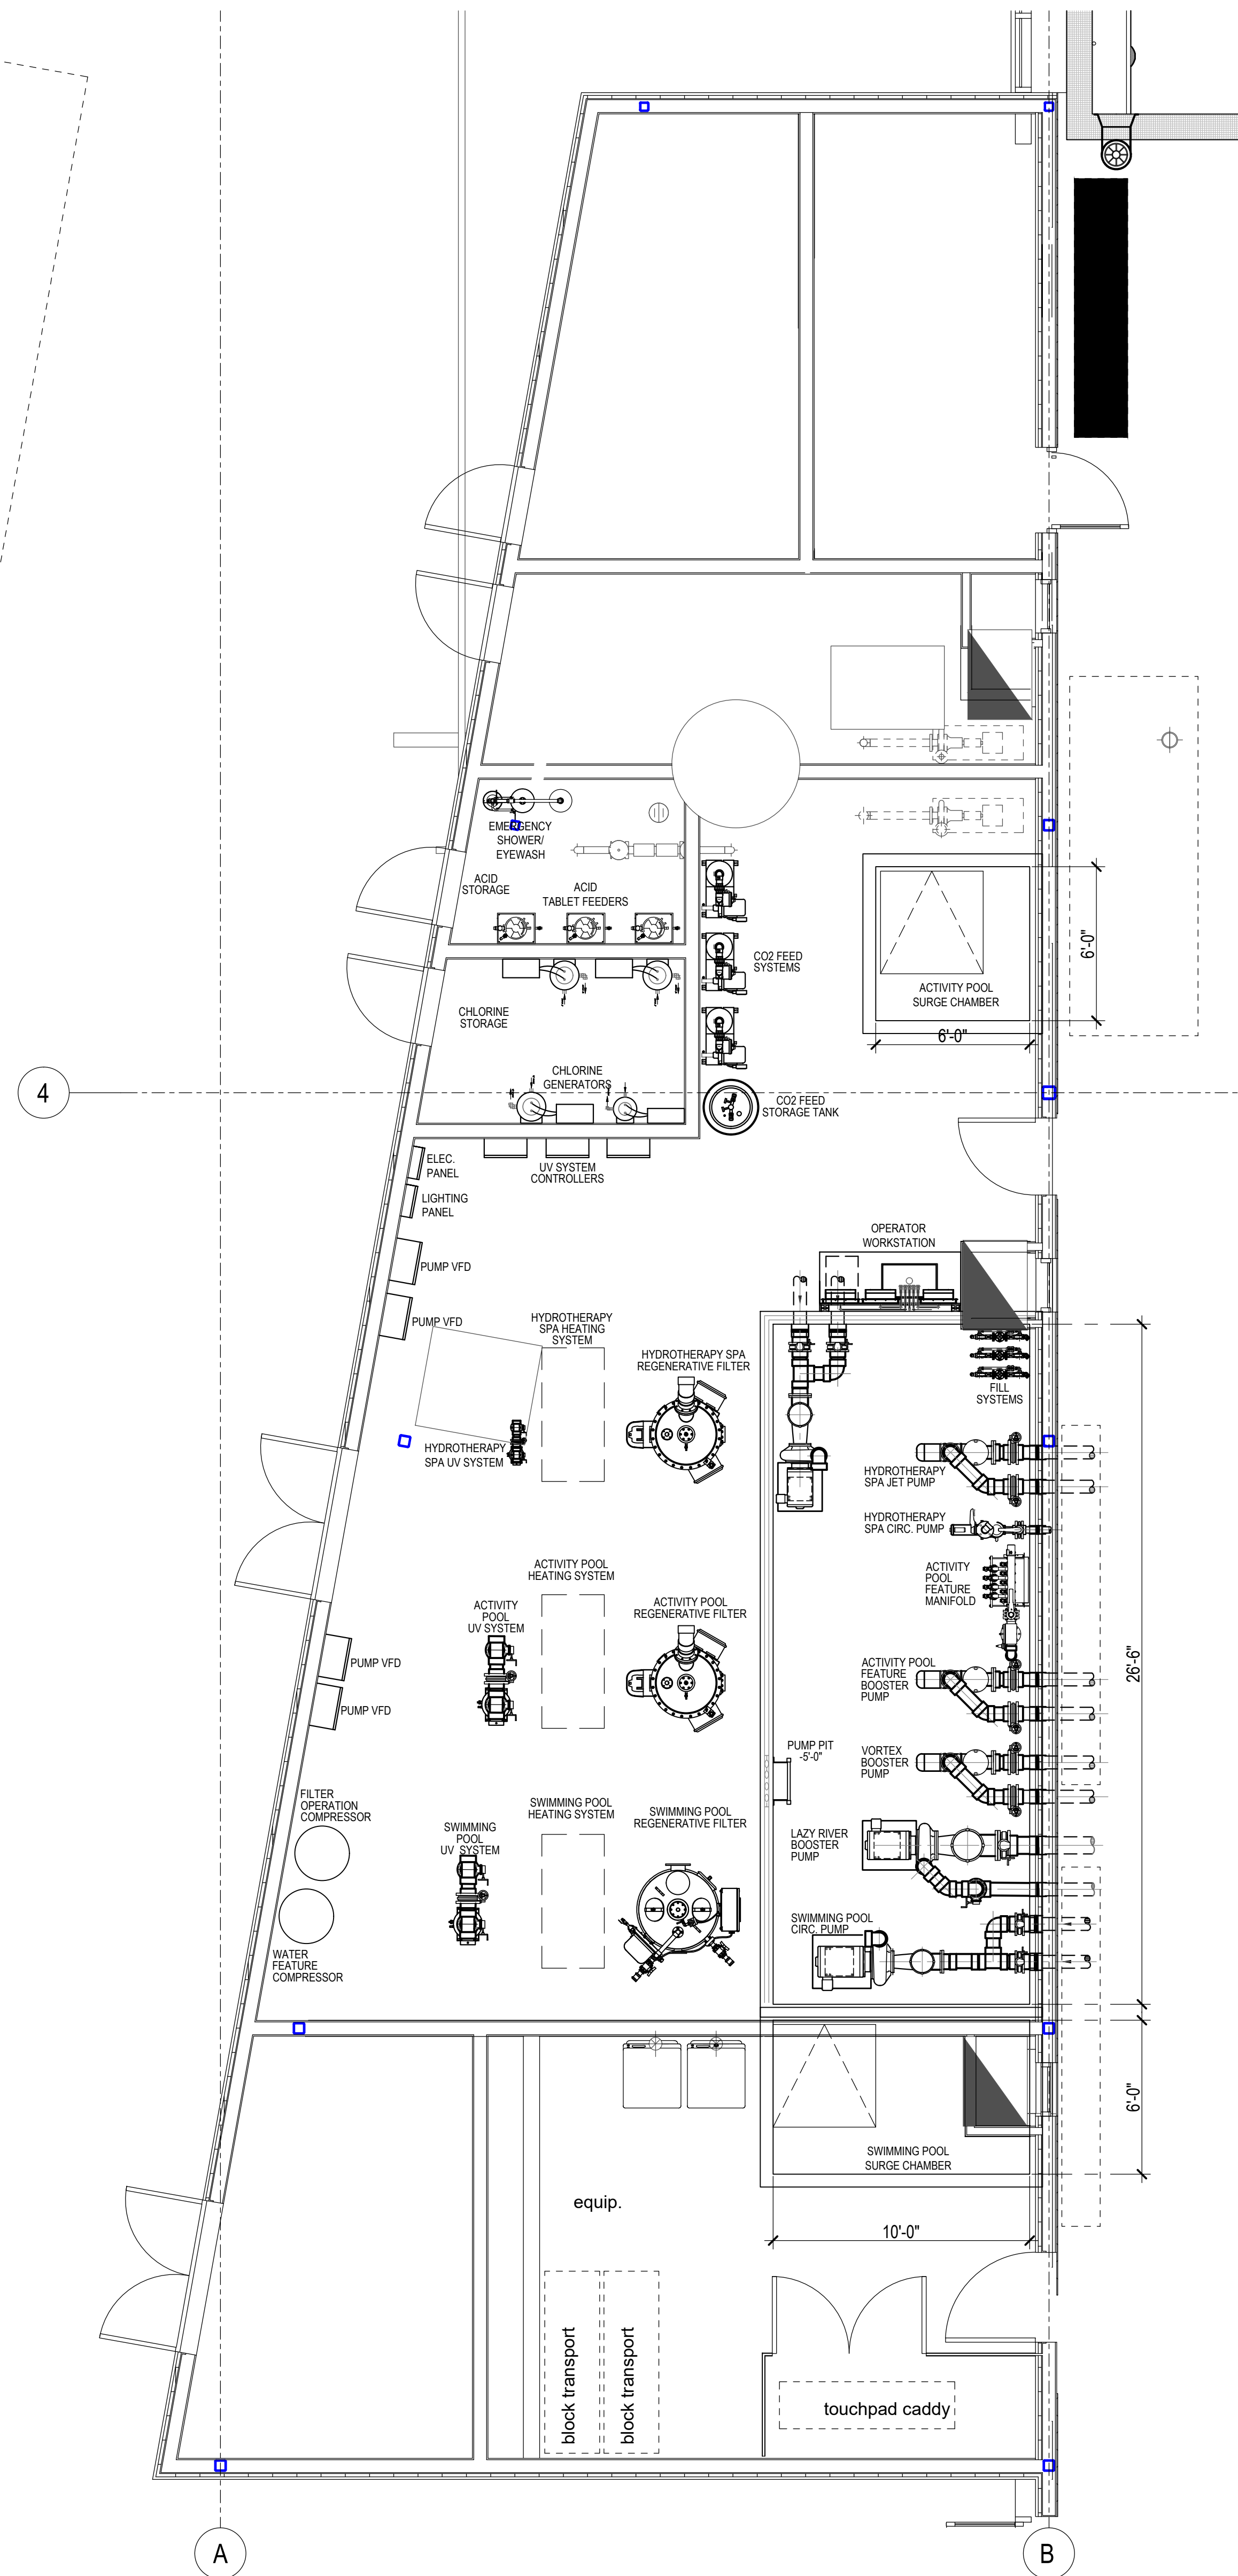 EMERGENCY
SHOWER/
EYEWASH
ACID
STORAGE
ACID
TABLET FEEDERS
CO2 FEED
SYSTEMS
6'-0"
ACTIVITY POOL
SURGE CHAMBER
6'-0"
CHLORINE
STORAGE
CHLORINE
GENERATORS
4
CO2 FEED
STORAGE TANK
ELEC.
PANEL
UV SYSTEM
CONTROLLERS
LIGHTING
PANEL
OPERATOR
WORKSTATION
PUMP VFD
PUMP VFD
HYDROTHERAPY
SPA HEATING
SYSTEM
HYDROTHERAPY SPA
REGENERATIVE FILTER
FILL
SYSTEMS
HYDROTHERAPY
SPA UV SYSTEM
HYDROTHERAPY
SPA JET PUMP
HYDROTHERAPY
SPA CIRC. PUMP
ACTIVITY POOL
HEATING SYSTEM
ACTIVITY
POOL
FEATURE
MANIFOLD
ACTIVITY
POOL
UV SYSTEM
ACTIVITY POOL
REGENERATIVE FILTER
26'-6"
PUMP VFD
PUMP VFD
ACTIVITY POOL
FEATURE
BOOSTER
PUMP
PUMP PIT
-5'-0"
VORTEX
BOOSTER
PUMP
FILTER
OPERATION
COMPRESSOR
SWIMMING POOL
HEATING SYSTEM
SWIMMING POOL
REGENERATIVE FILTER
SWIMMING
POOL
UV SYSTEM
LAZY RIVER
BOOSTER
PUMP
SWIMMING POOL
CIRC. PUMP
WATER
FEATURE
COMPRESSOR
6'-0"
SWIMMING POOL
SURGE CHAMBER
equip.
10'-0"
block transport
block transport
touchpad caddy
A
B